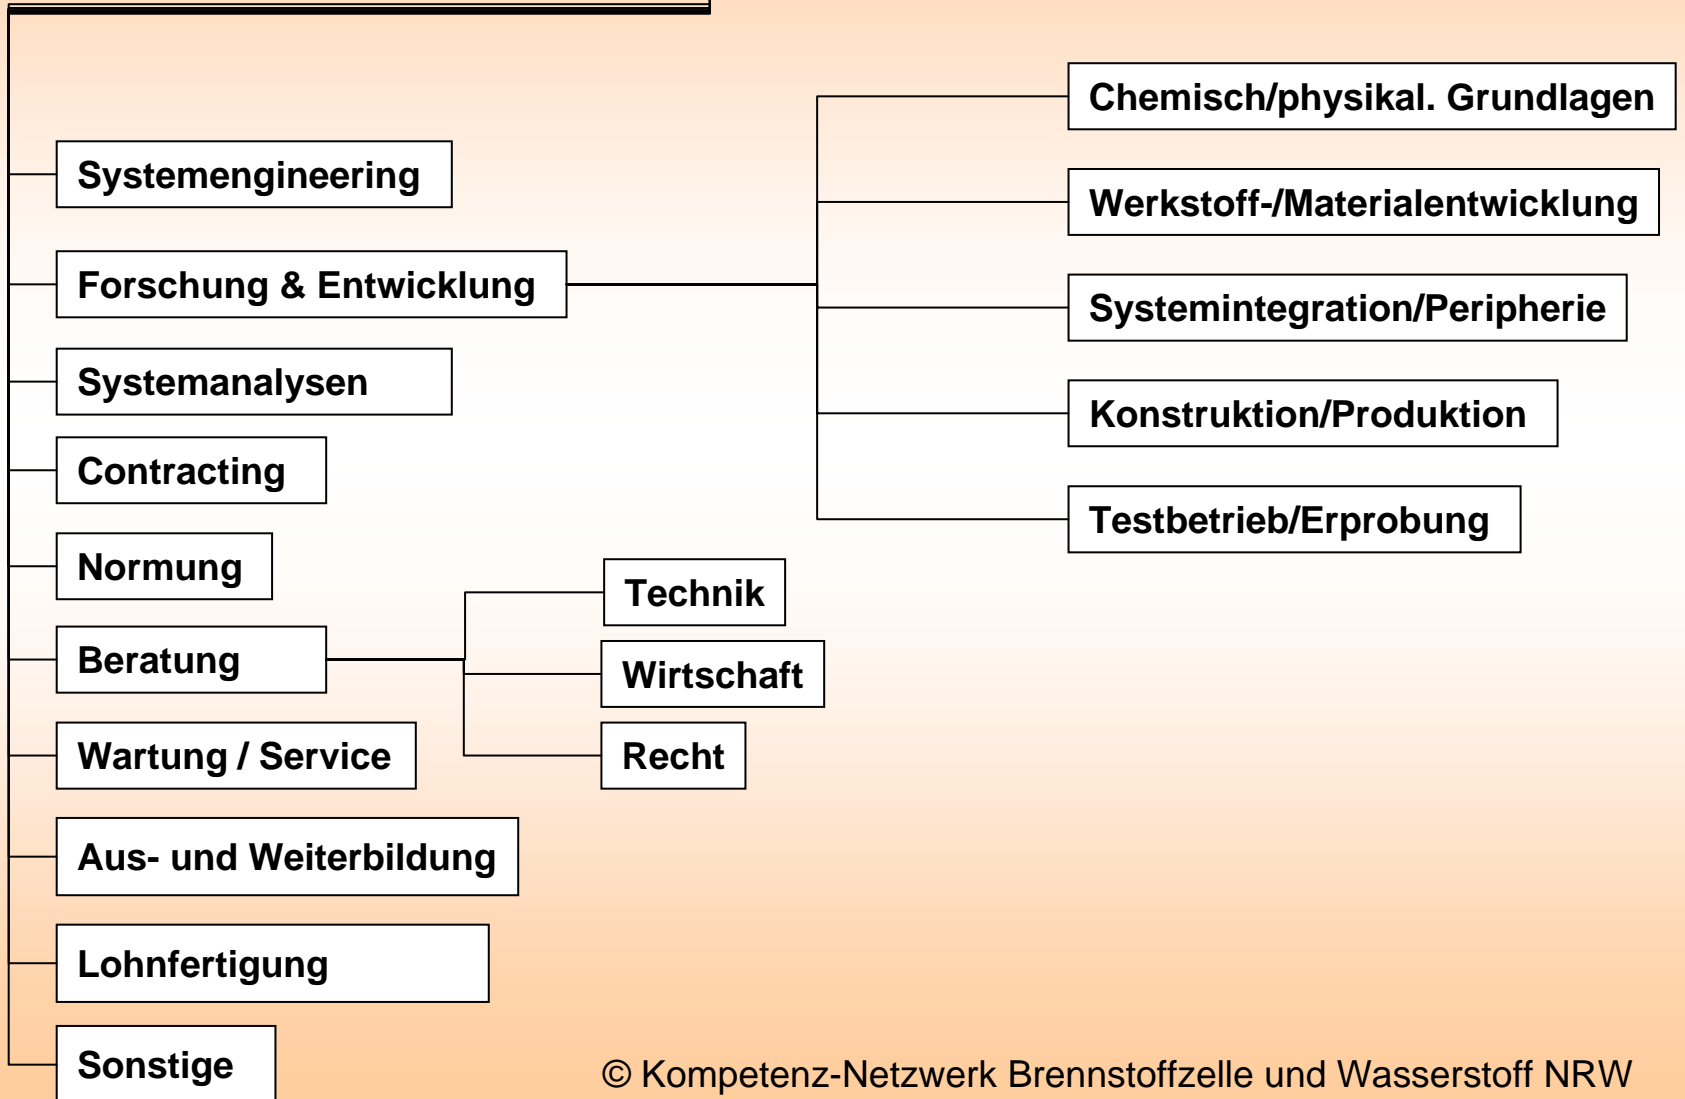 Systemengineering
Forschung & Entwicklung
Systemanalysen
Contracting
Normung
Beratung
Wartung / Service
Aus- und Weiterbildung
Lohnfertigung
Sonstige
Chemisch/physikal. Grundlagen
Werkstoff-/Materialentwicklung
Systemintegration/Peripherie
Konstruktion/Produktion
Testbetrieb/Erprobung
Technik
Wirtschaft
Recht
© Kompetenz-Netzwerk Brennstoffzelle und Wasserstoff NRW